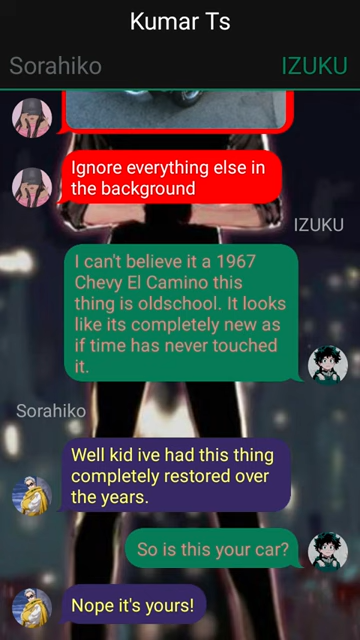 Kumar Ts
Sorahiko
IZUKU
Ignore everything else in
the background
IZUKU
I can't believe it a 1967
Chevy El Camino this
thing is oldschool. It looks
like its completely new as
if time has never touched
it.
Sorahiko
Well kid ive had this thing
completely restored over
the years.
So is this your car?
Nope it's yours!